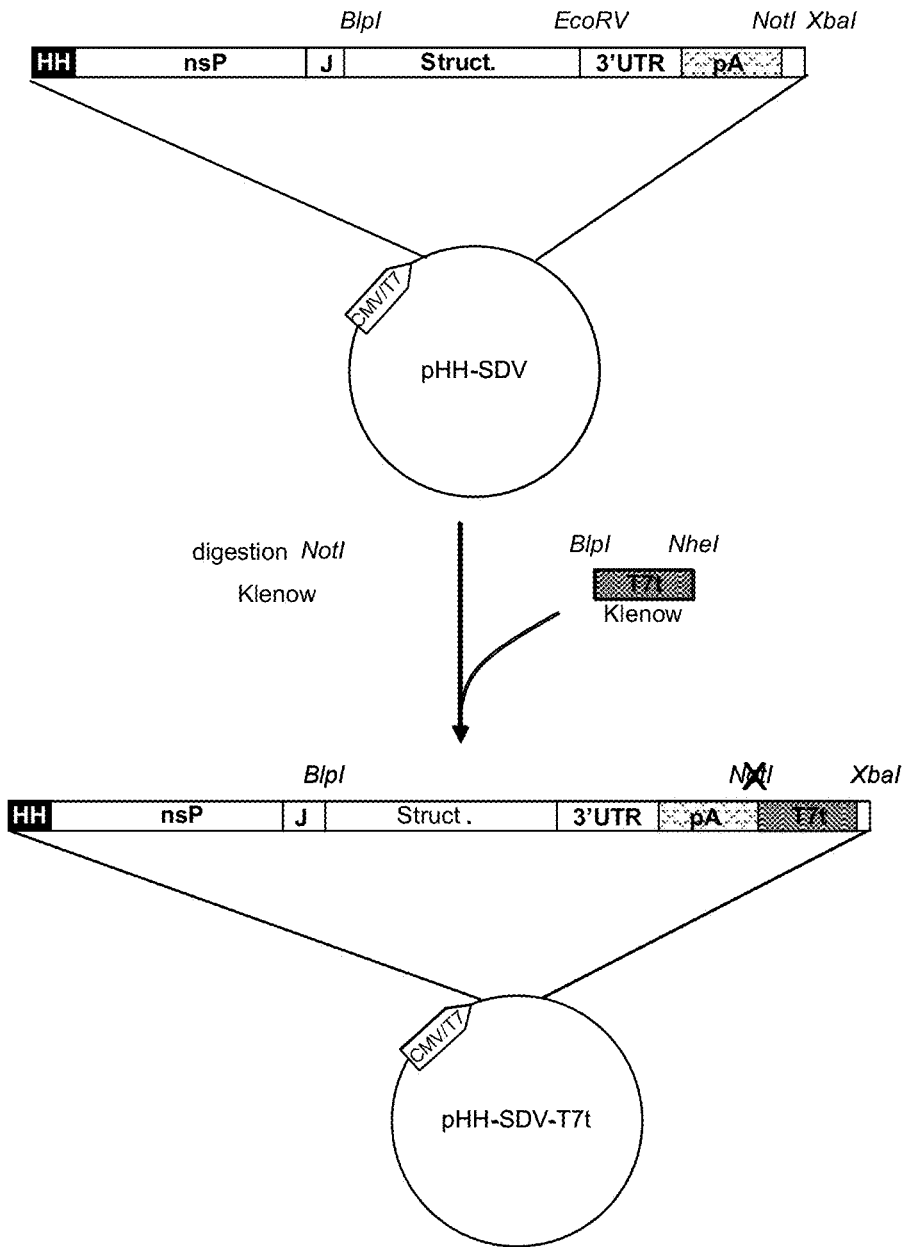 BlpI EcoRV NotI XbaI
HH nsP J Struct. 3'UTR pA
CMV/T7
pHH-SDV
digestion NotI
Klenow
BlpI NheI
T7t
Klenow
BlpI NotI XbaI
HH nsP J Struct . 3'UTR pA T7t
CMV/T7
pHH-SDV-T7t